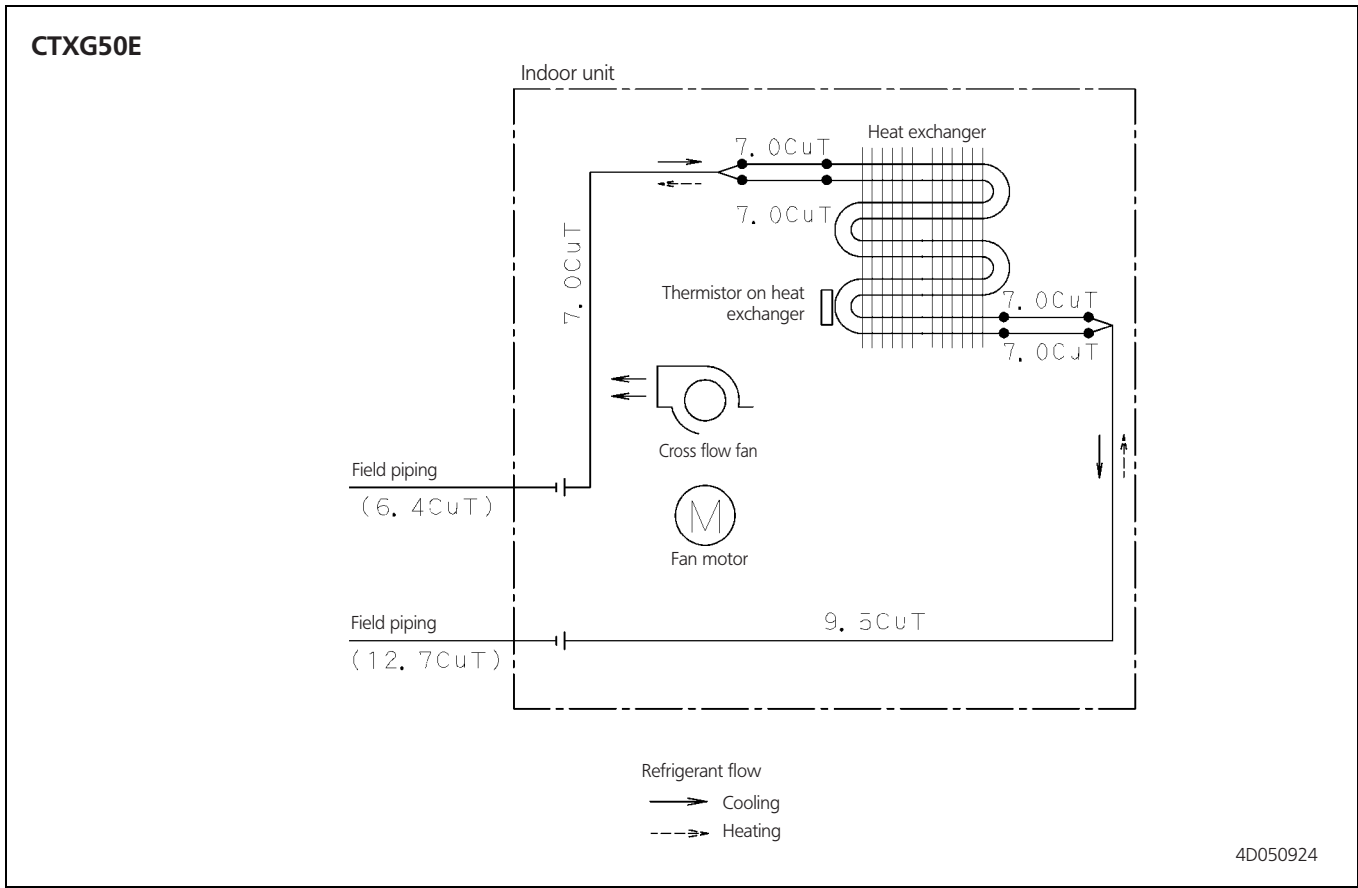 CTXG50E
Indoor unit
Heat exchanger
7. 0CuT
7. 0CuT
7. 0CuT
Thermistor on heat
exchanger
7. 0CuT
7. 0CuT
Cross flow fan
Field piping
(6. 4CuT)
M
Fan motor
Field piping
(12. 7CuT)
9. 5CuT
Refrigerant flow
Cooling
Heating
4D050924